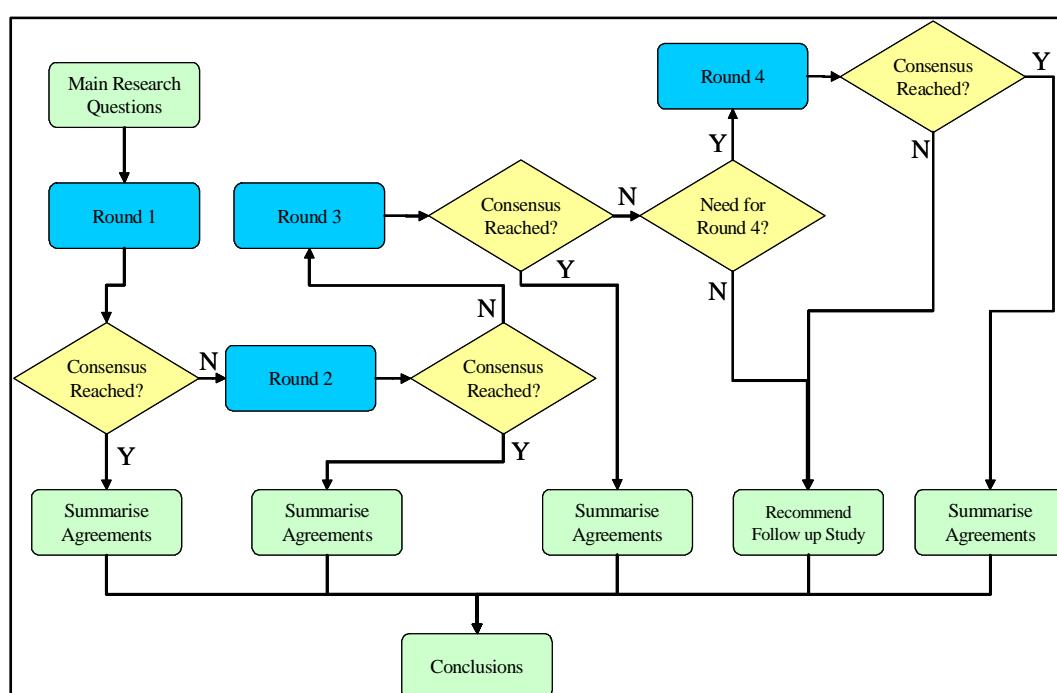 Main Research
Questions
Round 1
Consensus
Reached?
N
Y
Round 2
Consensus
Reached?
N
Y
Round 3
Consensus
Reached?
N
Y
Need for
Round 4?
Y
N
Round 4
Consensus
Reached?
Y
N
Summarise
Agreements
Summarise
Agreements
Summarise
Agreements
Recommend
Follow up Study
Summarise
Agreements
Conclusions